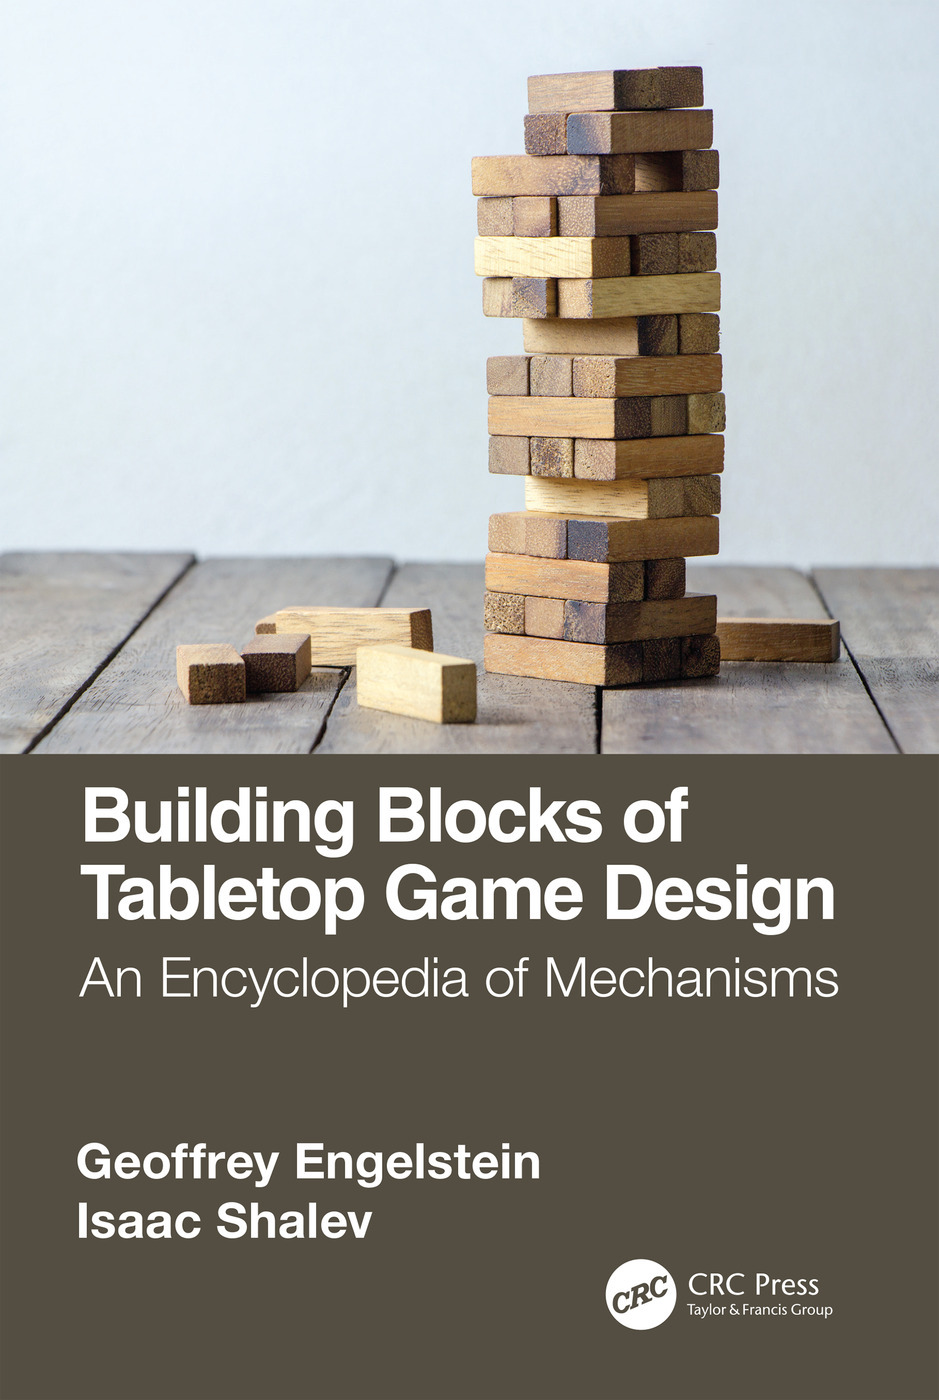 Building Blocks of
Tabletop Game Design
An Encyclopedia of Mechanisms
Geoffrey Engelstein
Isaac Shalev
CRC
CRC Press
Taylor & Francis Group